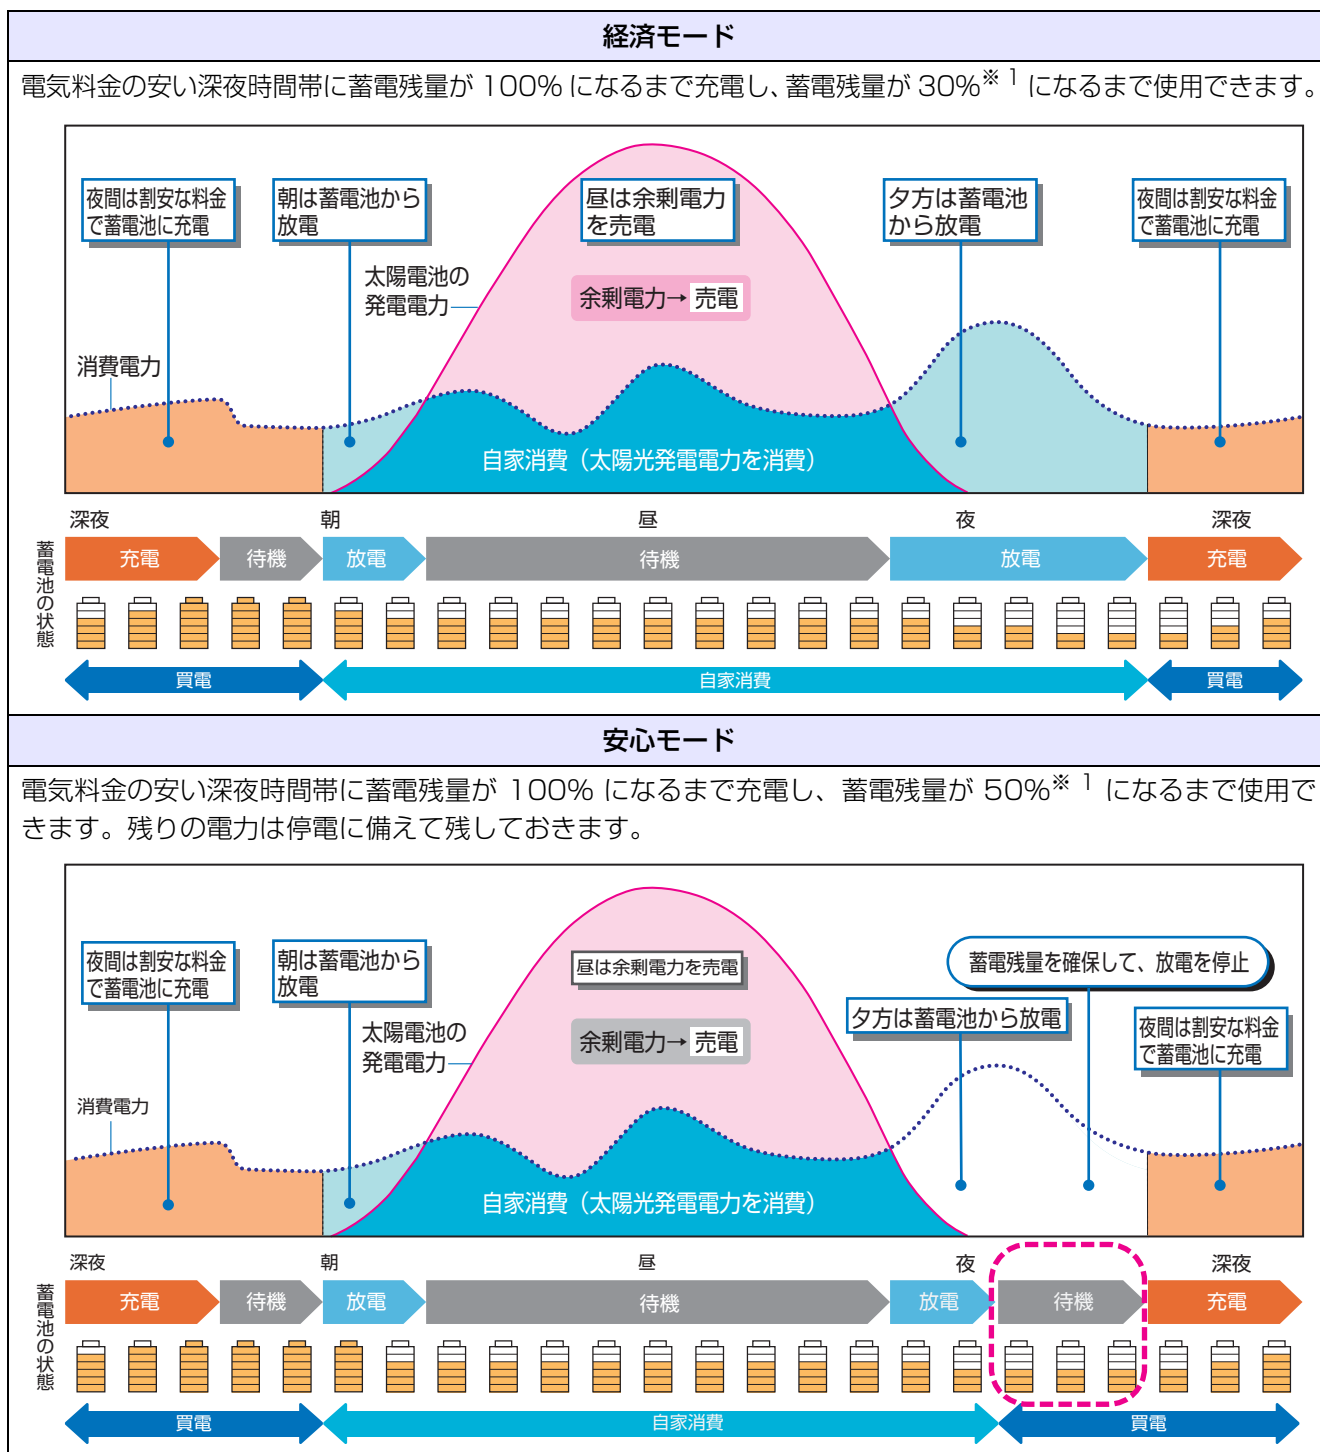 経済モード
電気料金の安い深夜時間帯に蓄電残量が 100% になるまで充電し、蓄電残量が 30%※1 になるまで使用できます。
夜間は割安な料金
で蓄電池に充電
朝は蓄電池から
放電
昼は余剰電力
を売電
夕方は蓄電池
から放電
夜間は割安な料金
で蓄電池に充電
太陽電池の
発電電力
余剰電力→ 売電
消費電力
自家消費（太陽光発電電力を消費）
深夜 朝 昼 夜 深夜
蓄電池の状態
充電 待機 放電 待機 放電 充電
買電 自家消費 買電
安心モード
電気料金の安い深夜時間帯に蓄電残量が 100% になるまで充電し、蓄電残量が 50%※1 になるまで使用で
きます。残りの電力は停電に備えて残しておきます。
夜間は割安な料金
で蓄電池に充電
朝は蓄電池から
放電
昼は余剰電力を売電
蓄電残量を確保して、放電を停止
夕方は蓄電池から放電
夜間は割安な料金
で蓄電池に充電
太陽電池の
発電電力
余剰電力→ 売電
消費電力
自家消費（太陽光発電電力を消費）
深夜 朝 昼 夜 深夜
蓄電池の状態
充電 待機 放電 待機 放電 待機 充電
買電 自家消費 買電